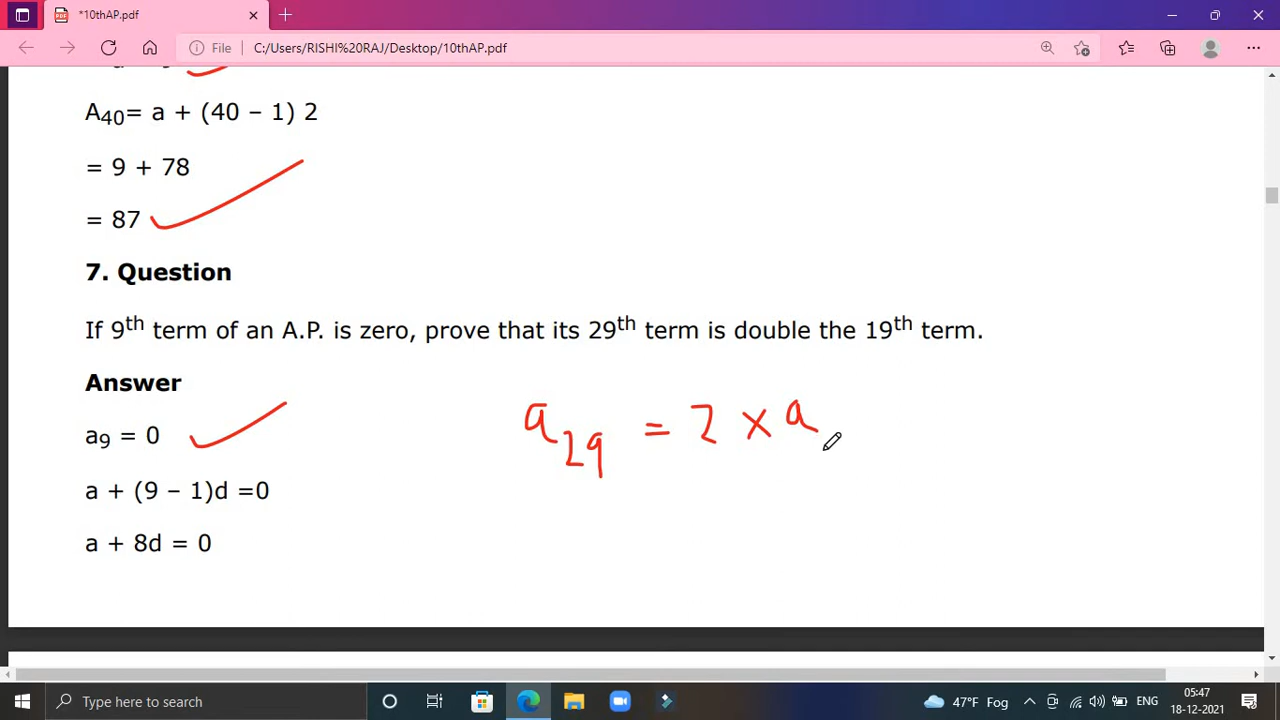 *10thAP.pdf
File C:/Users/RISHI%20RAJ/Desktop/10thAP.pdf
A40= a + (40 – 1) 2
= 9 + 78
= 87
7. Question
If 9th term of an A.P. is zero, prove that its 29th term is double the 19th term.
Answer
a9 = 0
a29 = 2 × a
a + (9 – 1)d =0
a + 8d = 0
Type here to search
47°F Fog
ENG
05:47
18-12-2021